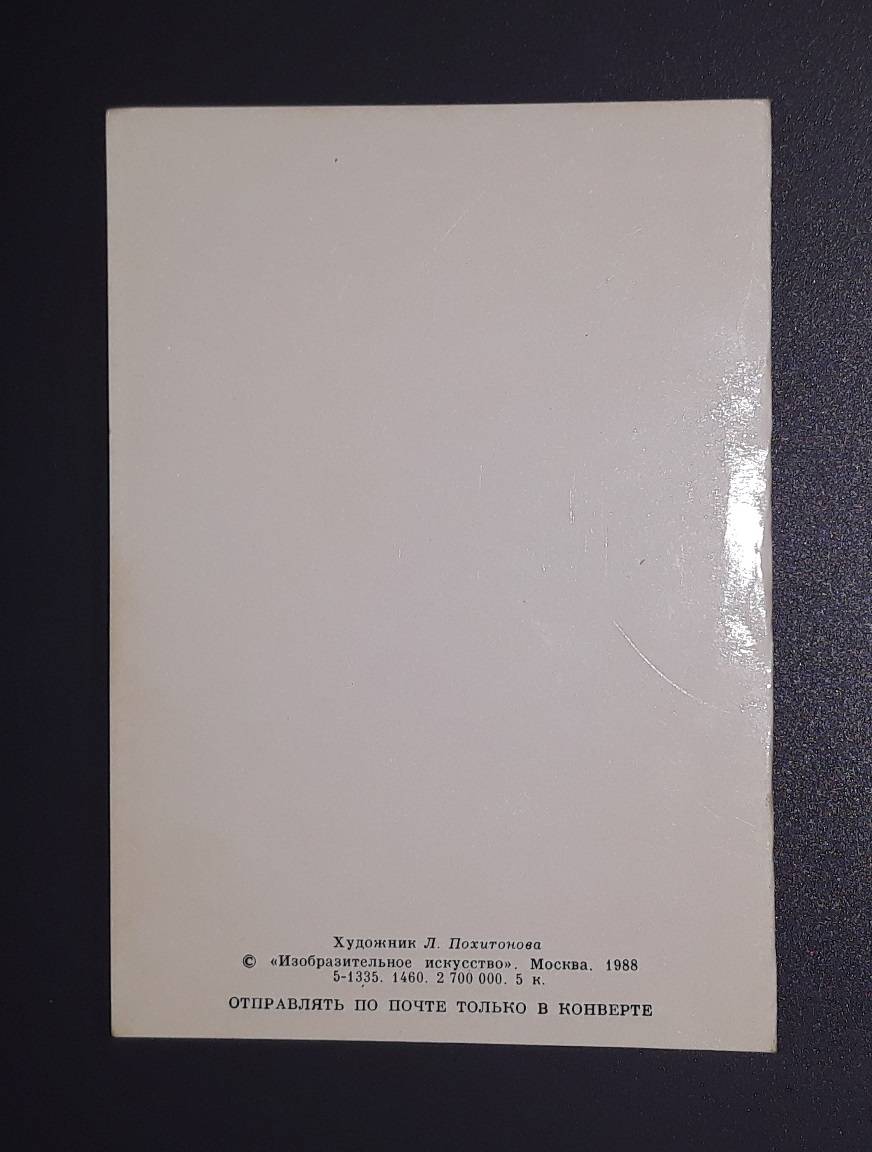 Художник Л. Похитонова
© «Изобразительное искусство». Москва. 1988
5-1335. 1460. 2 700 000. 5 к.
ОТПРАВЛЯТЬ ПО ПОЧТЕ ТОЛЬКО В КОНВЕРТЕ